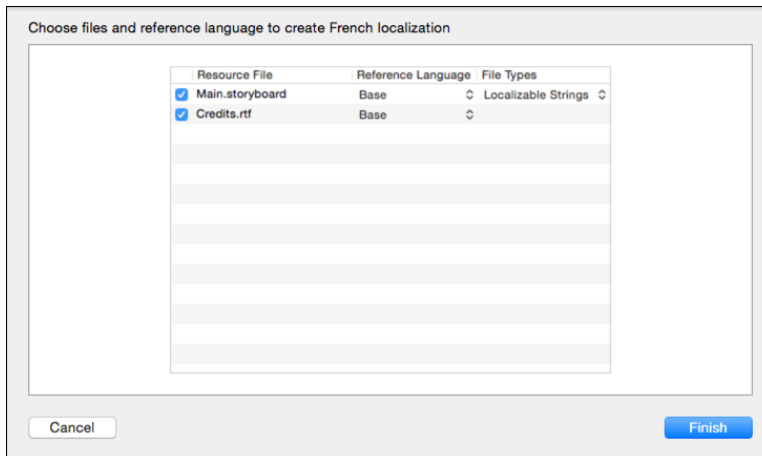 Choose files and reference language to create French localization
Resource File Reference Language File Types
Main.storyboard Base Localizable Strings
Credits.rtf Base
Cancel Finish